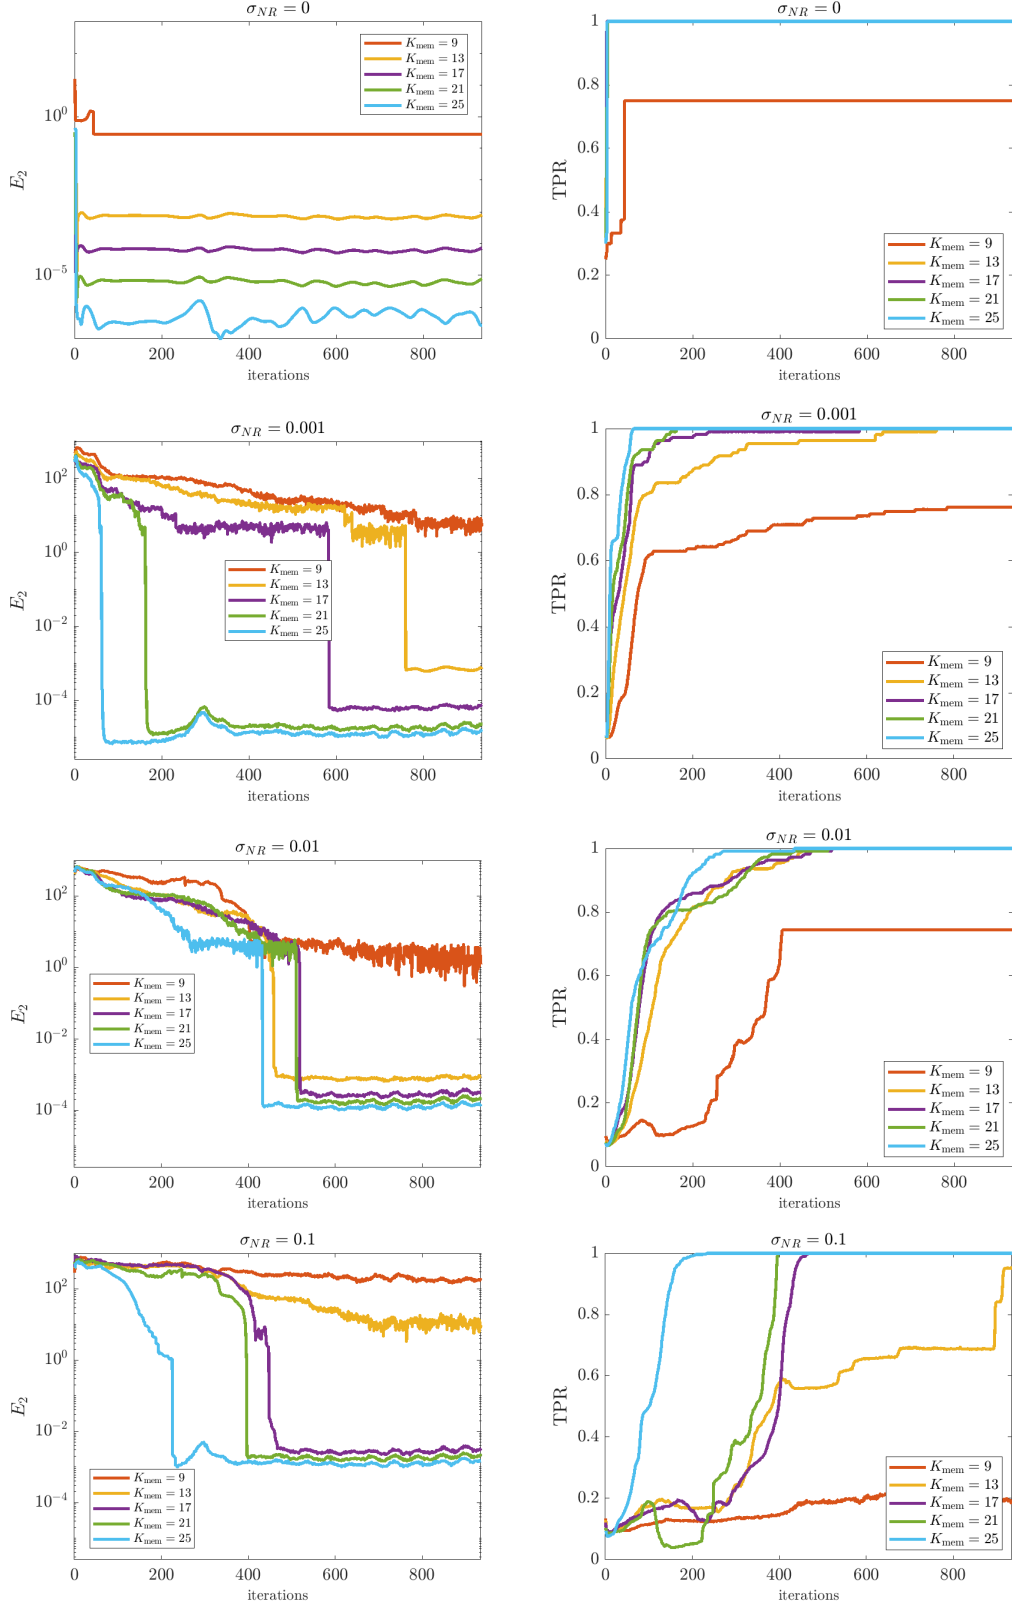 σ_NR = 0
10^0
10^-5
E_2
0 200 400 600 800
iterations
K_mem = 9
K_mem = 13
K_mem = 17
K_mem = 21
K_mem = 25
σ_NR = 0
1
0.8
0.6
0.4
0.2
0
TPR
0 200 400 600 800
iterations
K_mem = 9
K_mem = 13
K_mem = 17
K_mem = 21
K_mem = 25
σ_NR = 0.001
10^2
10^0
10^-2
10^-4
E_2
0 200 400 600 800
iterations
K_mem = 9
K_mem = 13
K_mem = 17
K_mem = 21
K_mem = 25
σ_NR = 0.001
1
0.8
0.6
0.4
0.2
0
TPR
0 200 400 600 800
iterations
K_mem = 9
K_mem = 13
K_mem = 17
K_mem = 21
K_mem = 25
σ_NR = 0.01
10^2
10^0
10^-2
10^-4
E_2
0 200 400 600 800
iterations
K_mem = 9
K_mem = 13
K_mem = 17
K_mem = 21
K_mem = 25
σ_NR = 0.01
1
0.8
0.6
0.4
0.2
0
TPR
0 200 400 600 800
iterations
K_mem = 9
K_mem = 13
K_mem = 17
K_mem = 21
K_mem = 25
σ_NR = 0.1
10^2
10^0
10^-2
10^-4
E_2
0 200 400 600 800
iterations
K_mem = 9
K_mem = 13
K_mem = 17
K_mem = 21
K_mem = 25
σ_NR = 0.1
1
0.8
0.6
0.4
0.2
0
TPR
0 200 400 600 800
iterations
K_mem = 9
K_mem = 13
K_mem = 17
K_mem = 21
K_mem = 25